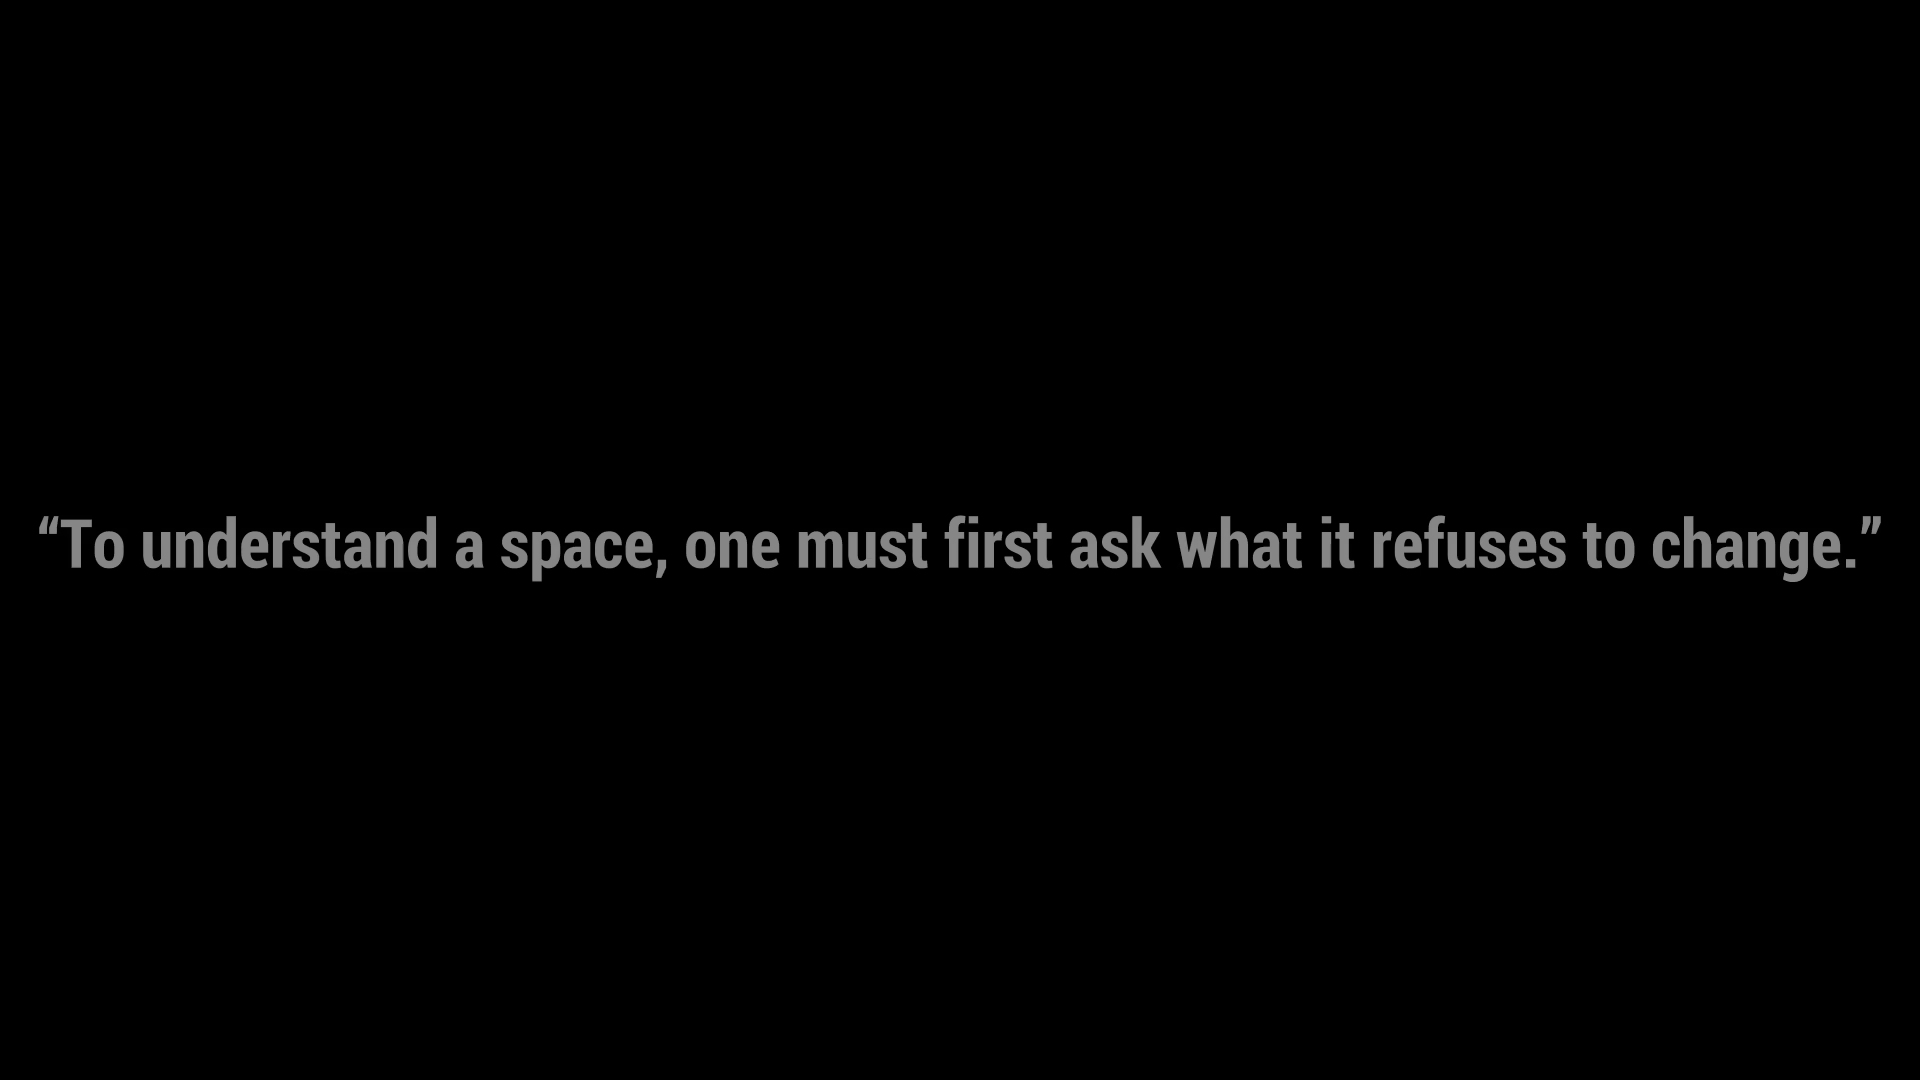 “To understand a space, one must first ask what it refuses to change.”